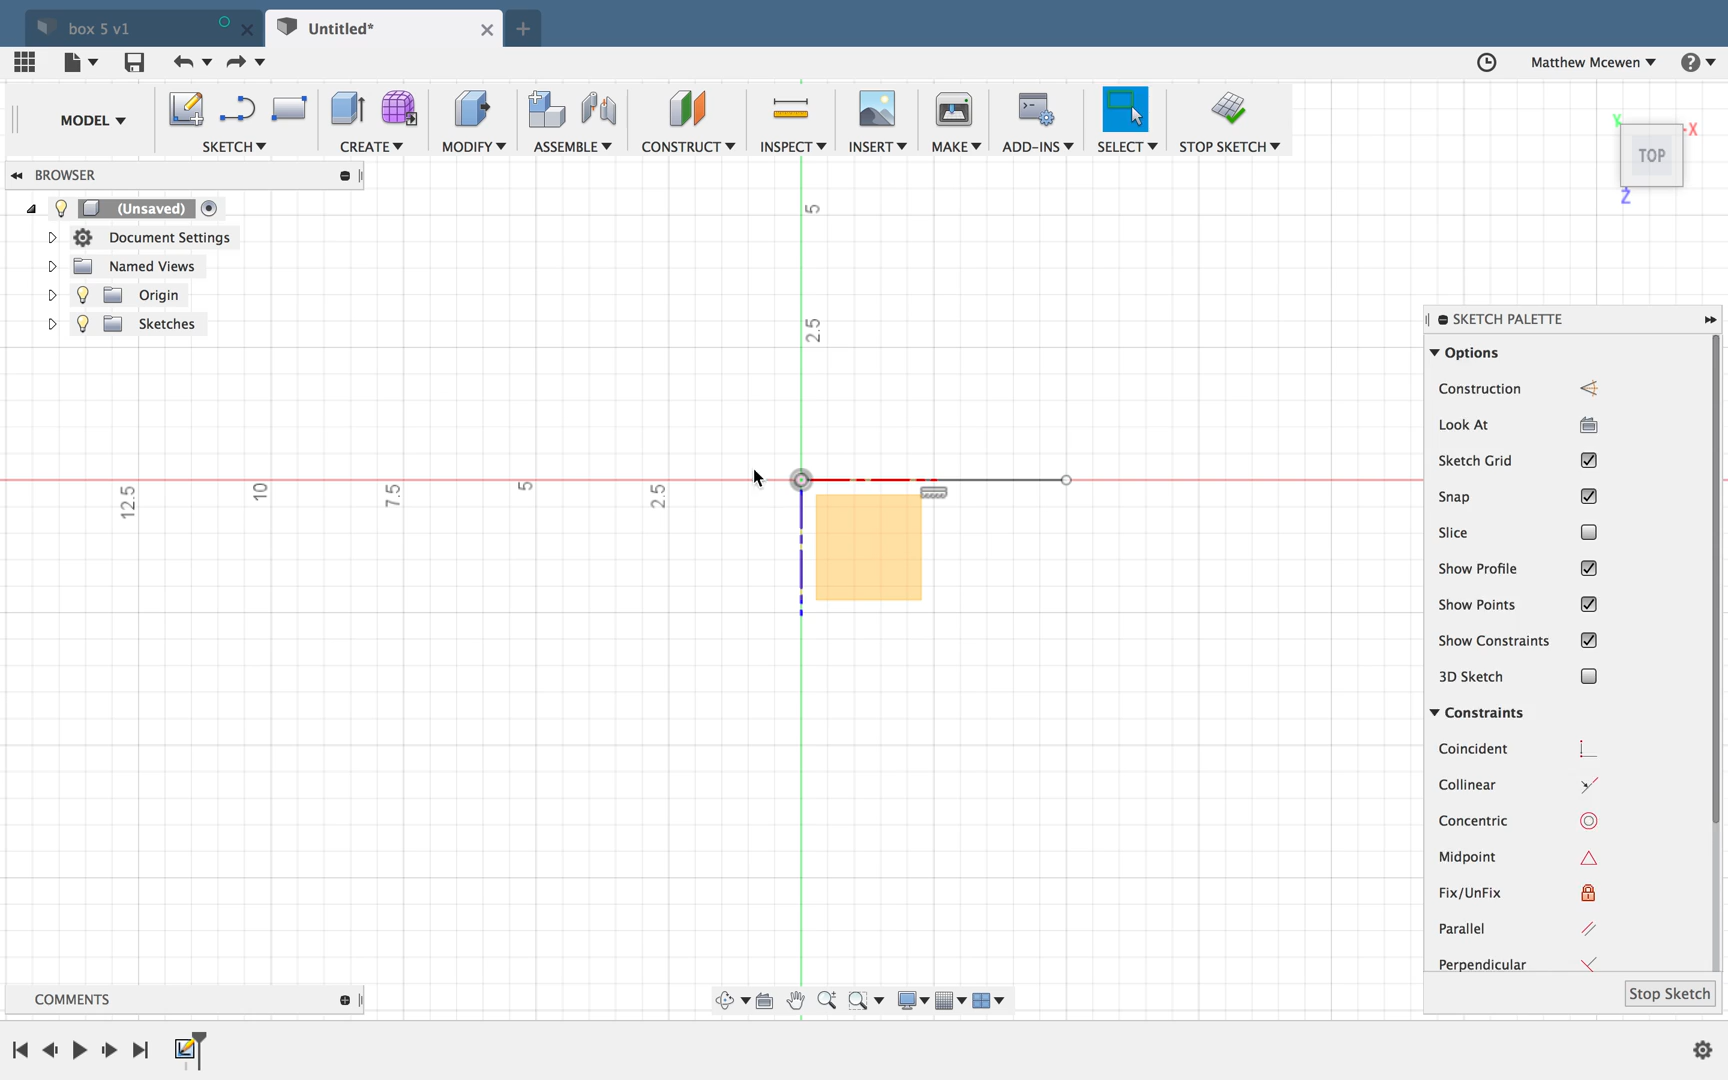 box 5 v1
Untitled*
Matthew Mcewen
MODEL
SKETCH
CREATE
MODIFY
ASSEMBLE
CONSTRUCT
INSPECT
INSERT
MAKE
ADD-INS
SELECT
STOP SKETCH
Y
-X
TOP
Z
BROWSER
(Unsaved)
Document Settings
Named Views
Origin
Sketches
5
2.5
12.5
10
7.5
5
2.5
SKETCH PALETTE
Options
Construction
Look At
Sketch Grid
Snap
Slice
Show Profile
Show Points
Show Constraints
3D Sketch
Constraints
Coincident
Collinear
Concentric
Midpoint
Fix/UnFix
Parallel
Perpendicular
Stop Sketch
COMMENTS